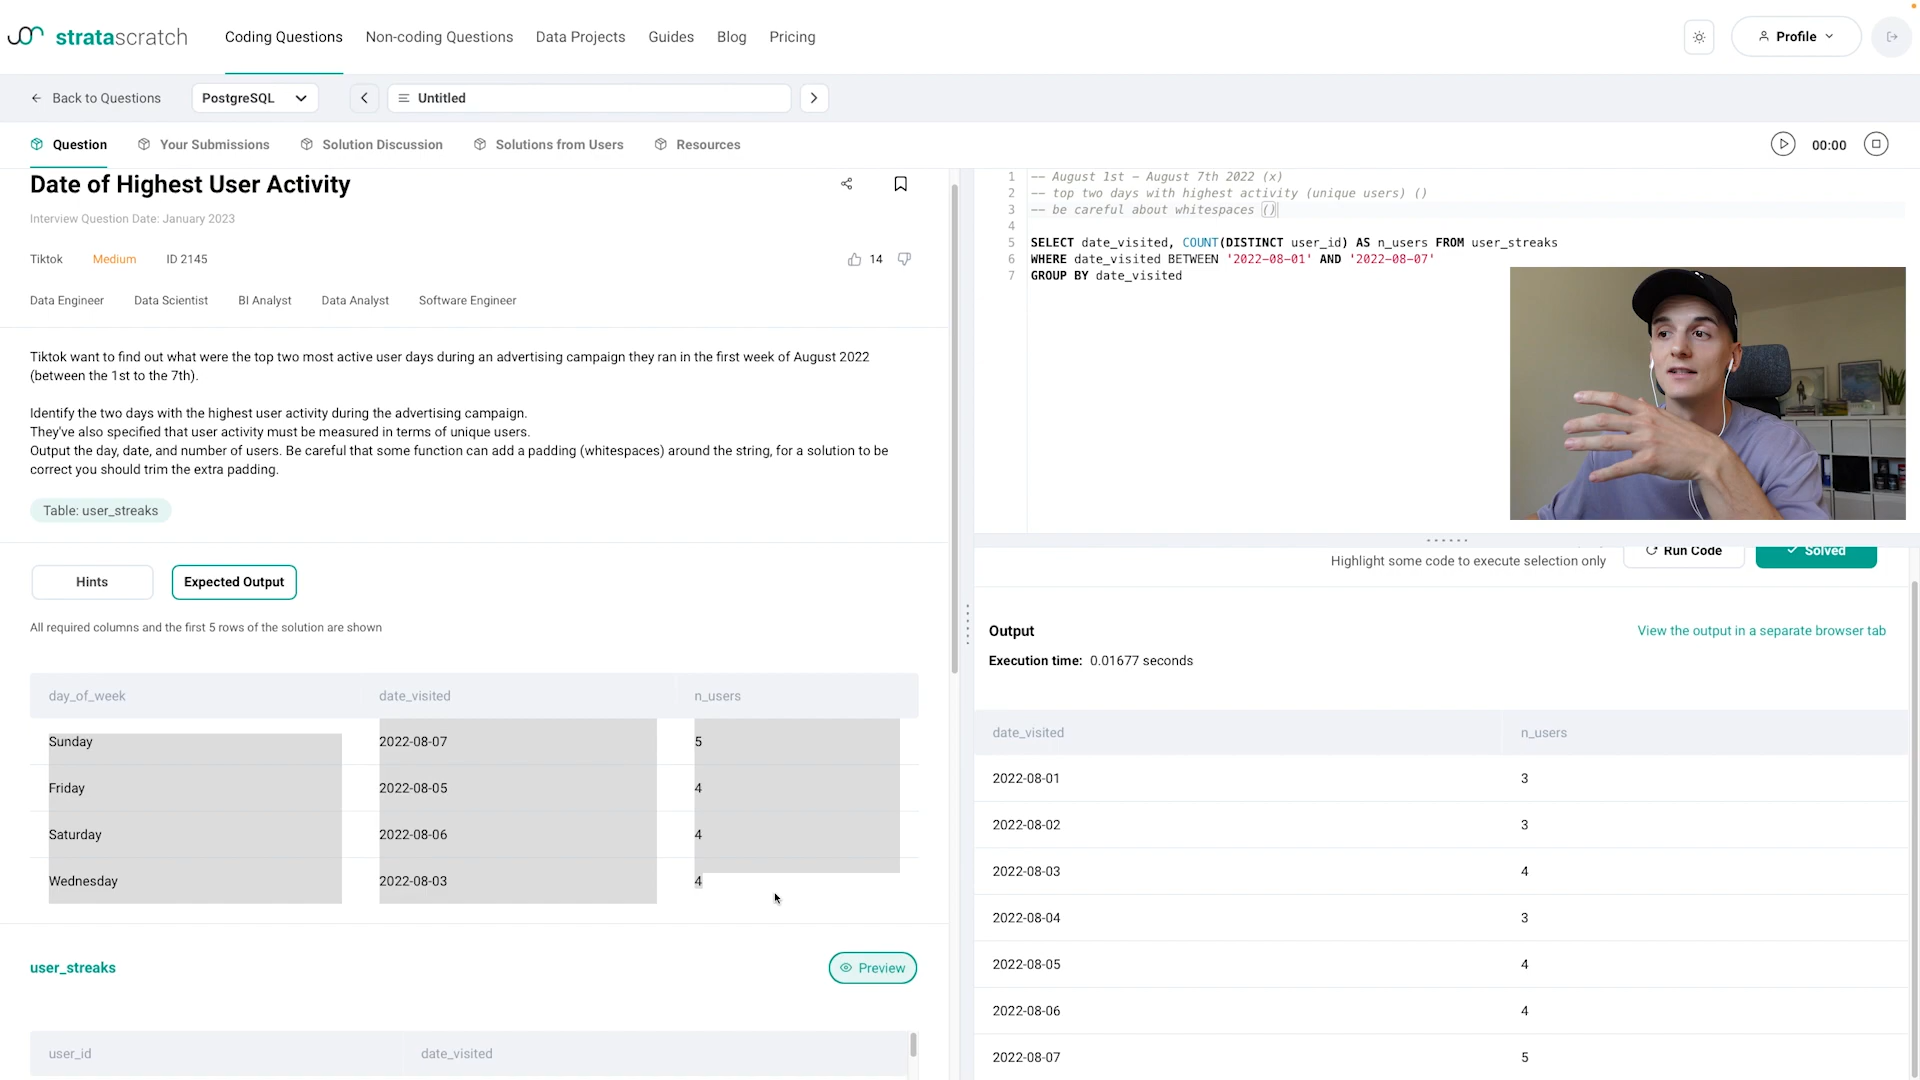 stratascratch
Coding Questions
Non-coding Questions
Data Projects
Guides
Blog
Pricing
Profile
Back to Questions
PostgreSQL
Untitled
Question
Your Submissions
Solution Discussion
Solutions from Users
Resources
00:00
Date of Highest User Activity
Interview Question Date: January 2023
Tiktok
Medium
ID 2145
14
Data Engineer
Data Scientist
BI Analyst
Data Analyst
Software Engineer
Tiktok want to find out what were the top two most active user days during an advertising campaign they ran in the first week of August 2022
(between the 1st to the 7th).
Identify the two days with the highest user activity during the advertising campaign.
They've also specified that user activity must be measured in terms of unique users.
Output the day, date, and number of users. Be careful that some function can add a padding (whitespaces) around the string, for a solution to be
correct you should trim the extra padding.
Table: user_streaks
Hints
Expected Output
All required columns and the first 5 rows of the solution are shown
day_of_week date_visited n_users
Sunday 2022-08-07 5
Friday 2022-08-05 4
Saturday 2022-08-06 4
Wednesday 2022-08-03 4
user_streaks
Preview
user_id date_visited
1 -- August 1st - August 7th 2022 (x)
2 -- top two days with highest activity (unique users) ()
3 -- be careful about whitespaces ()
4
5 SELECT date_visited, COUNT(DISTINCT user_id) AS n_users FROM user_streaks
6 WHERE date_visited BETWEEN '2022-08-01' AND '2022-08-07'
7 GROUP BY date_visited
Highlight some code to execute selection only
Run Code
Solved
Output
View the output in a separate browser tab
Execution time: 0.01677 seconds
date_visited n_users
2022-08-01 3
2022-08-02 3
2022-08-03 4
2022-08-04 3
2022-08-05 4
2022-08-06 4
2022-08-07 5